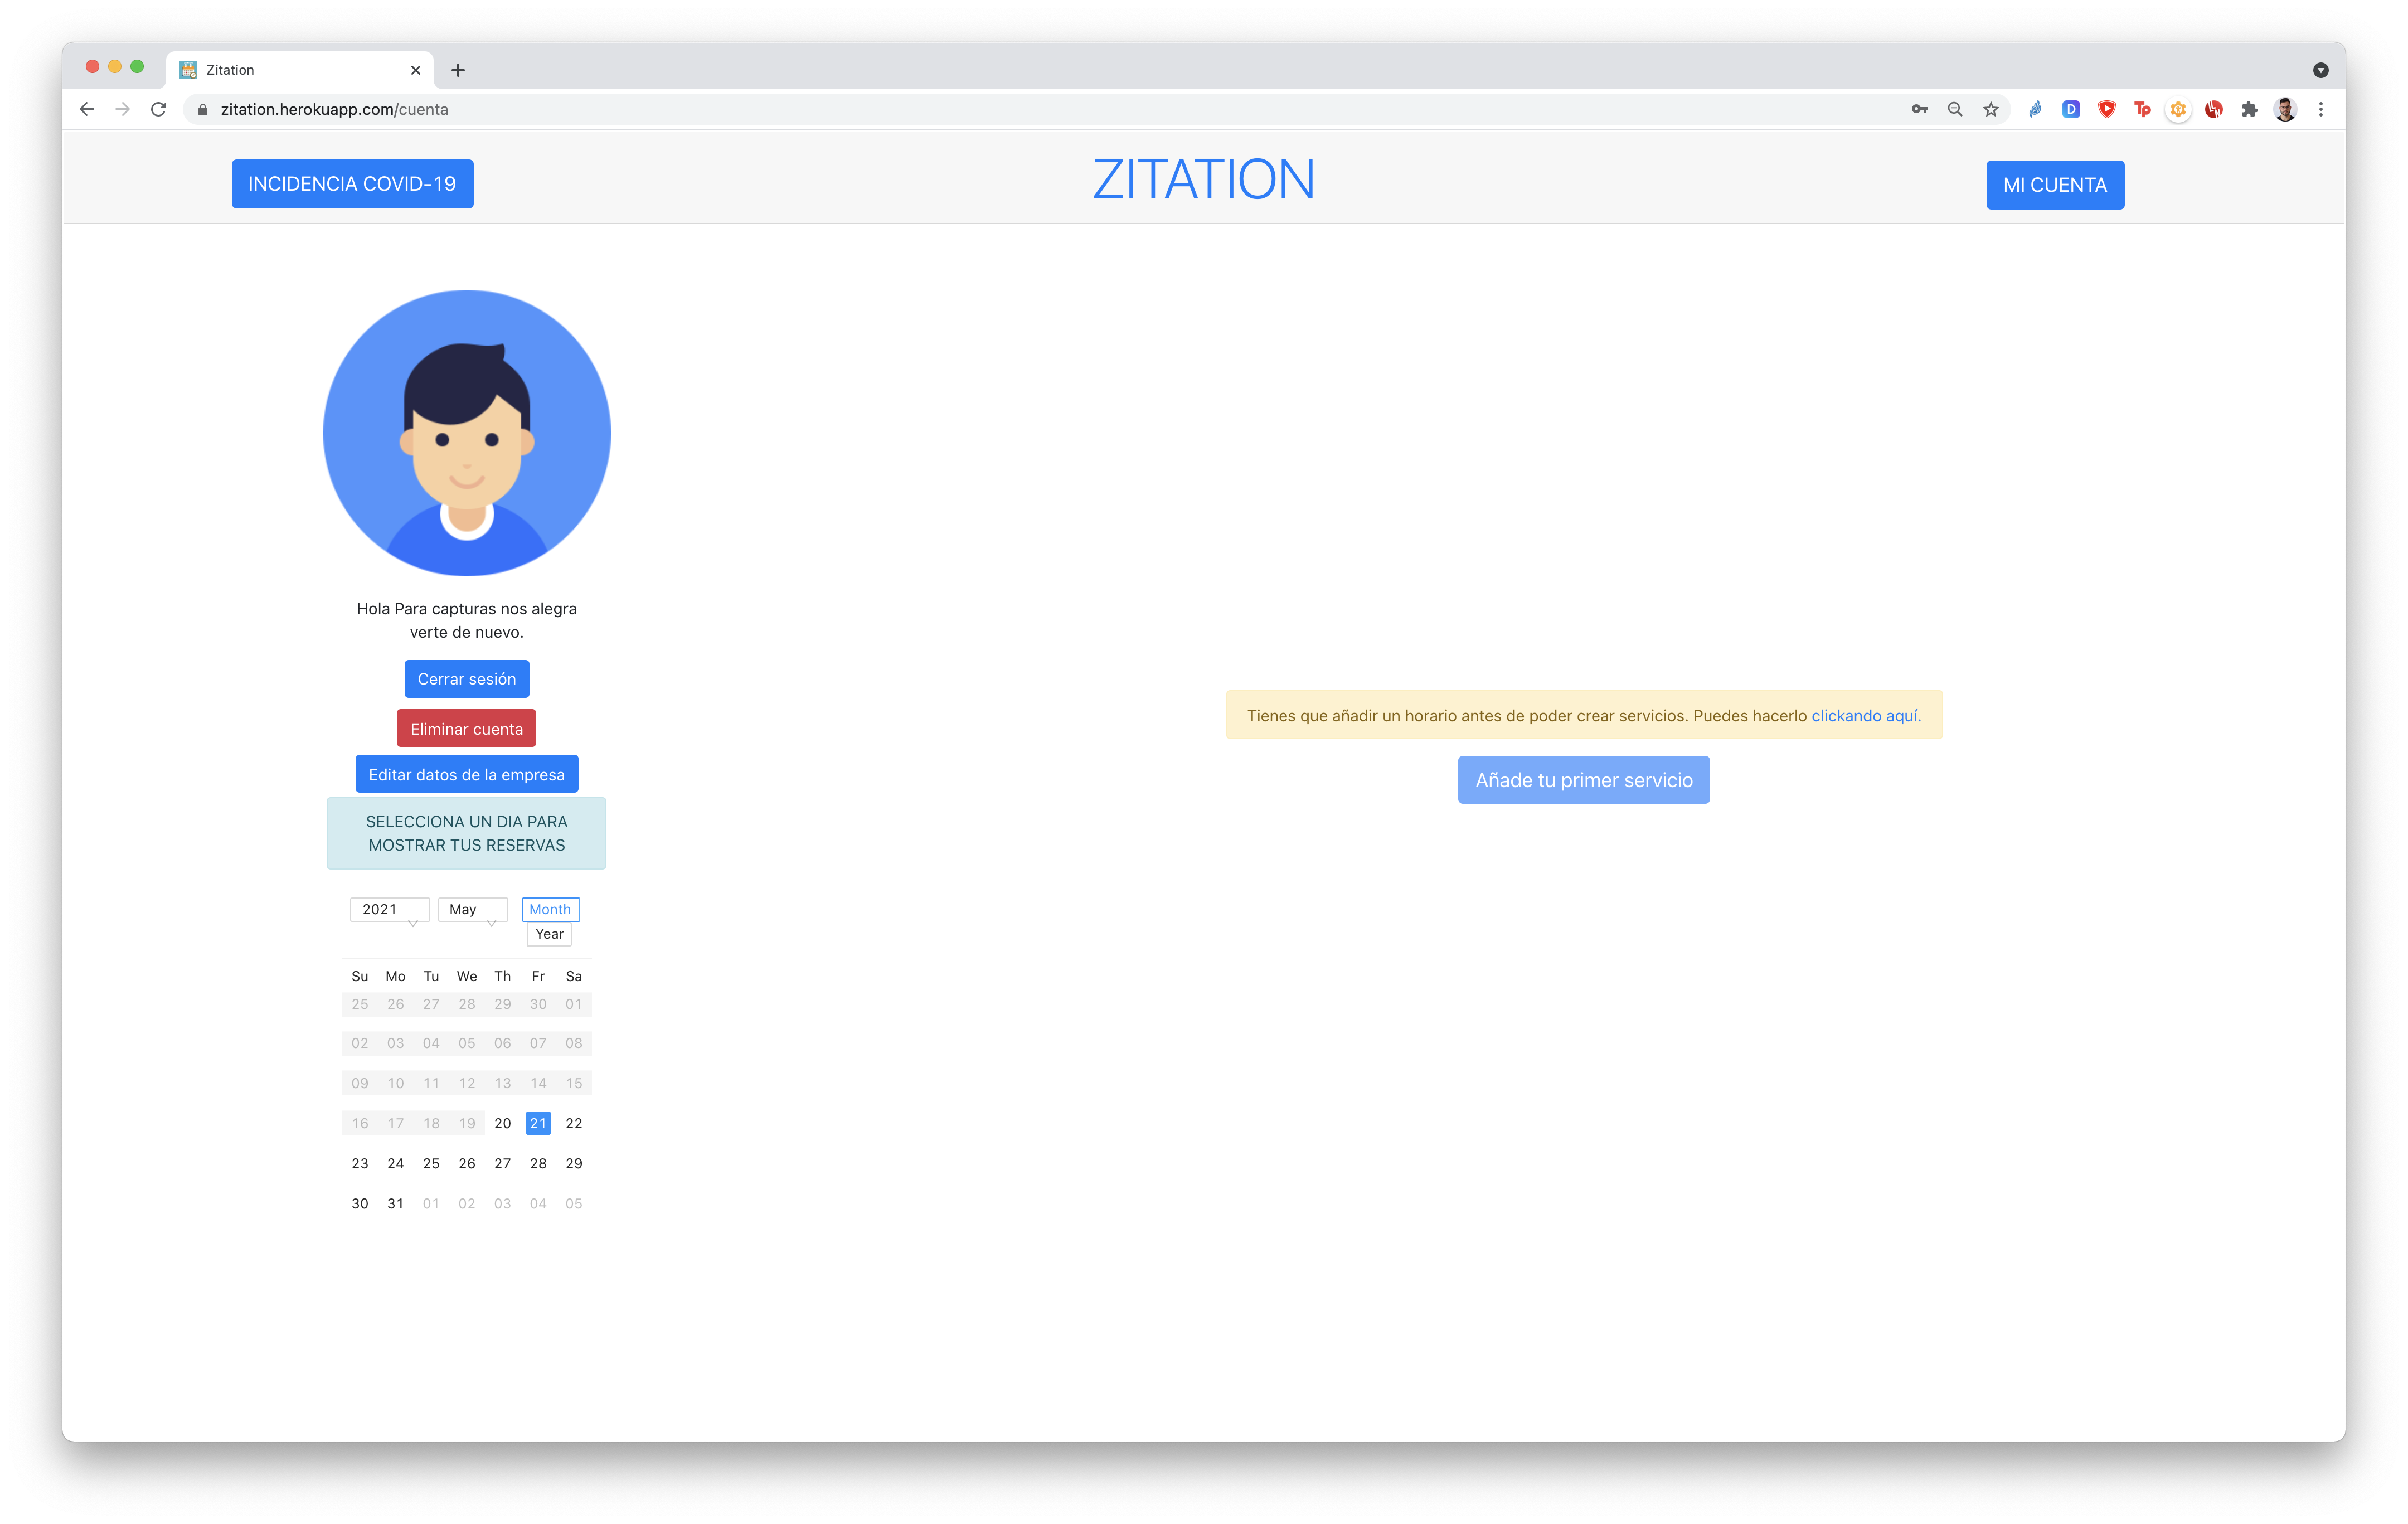 Zitation
zitation.herokuapp.com/cuenta
D
Tp
INCIDENCIA COVID-19
ZITATION
MI CUENTA
Hola Para capturas nos alegra
verte de nuevo.
Cerrar sesión
Eliminar cuenta
Editar datos de la empresa
SELECCIONA UN DIA PARA
MOSTRAR TUS RESERVAS
2021 May Month
Year
Su Mo Tu We Th Fr Sa
25 26 27 28 29 30 01
02 03 04 05 06 07 08
09 10 11 12 13 14 15
16 17 18 19 20 21 22
23 24 25 26 27 28 29
30 31 01 02 03 04 05
Tienes que añadir un horario antes de poder crear servicios. Puedes hacerlo clickando aquí.
Añade tu primer servicio